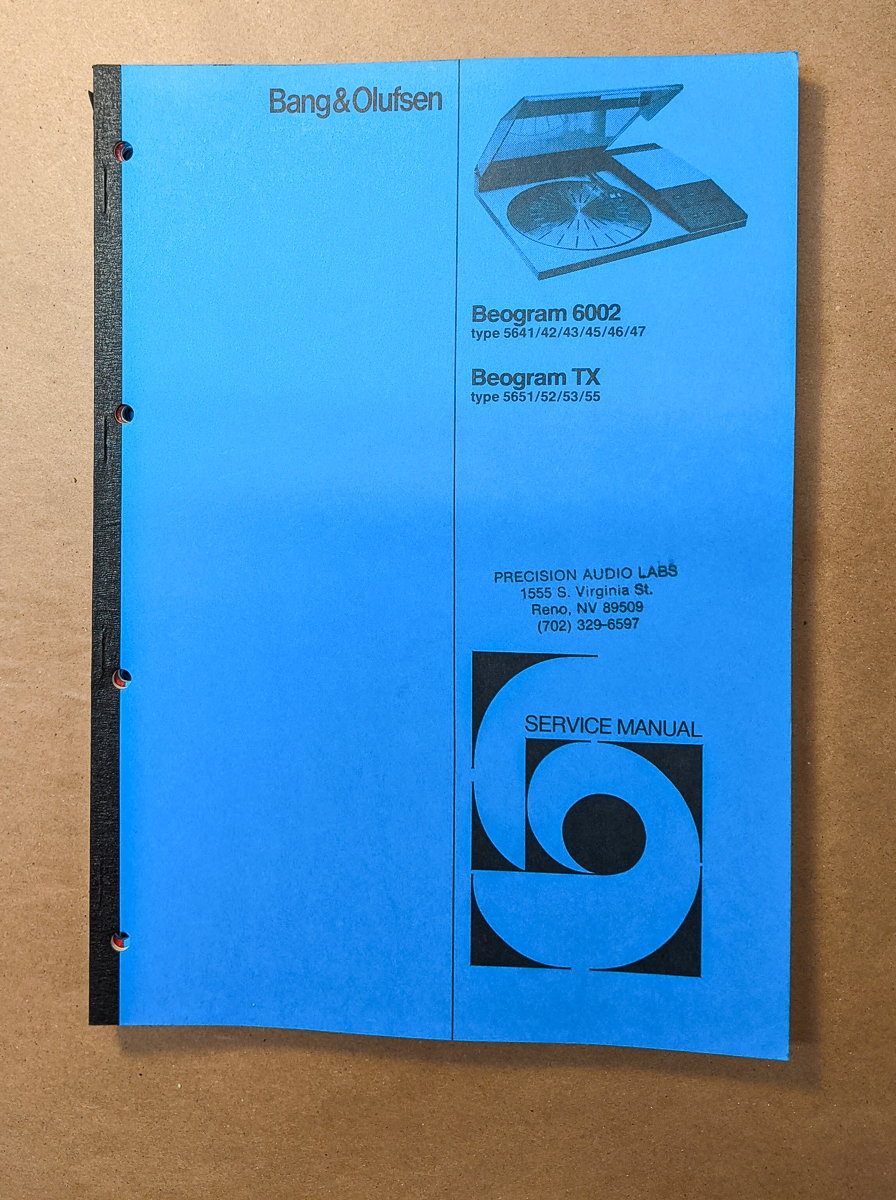 Bang&Olufsen
Beogram 6002
type 5641/42/43/45/46/47
Beogram TX
type 5651/52/53/55
PRECISION AUDIO LABS
1555 S. Virginia St.
Reno, NV 89509
(702) 329-6597
SERVICE MANUAL